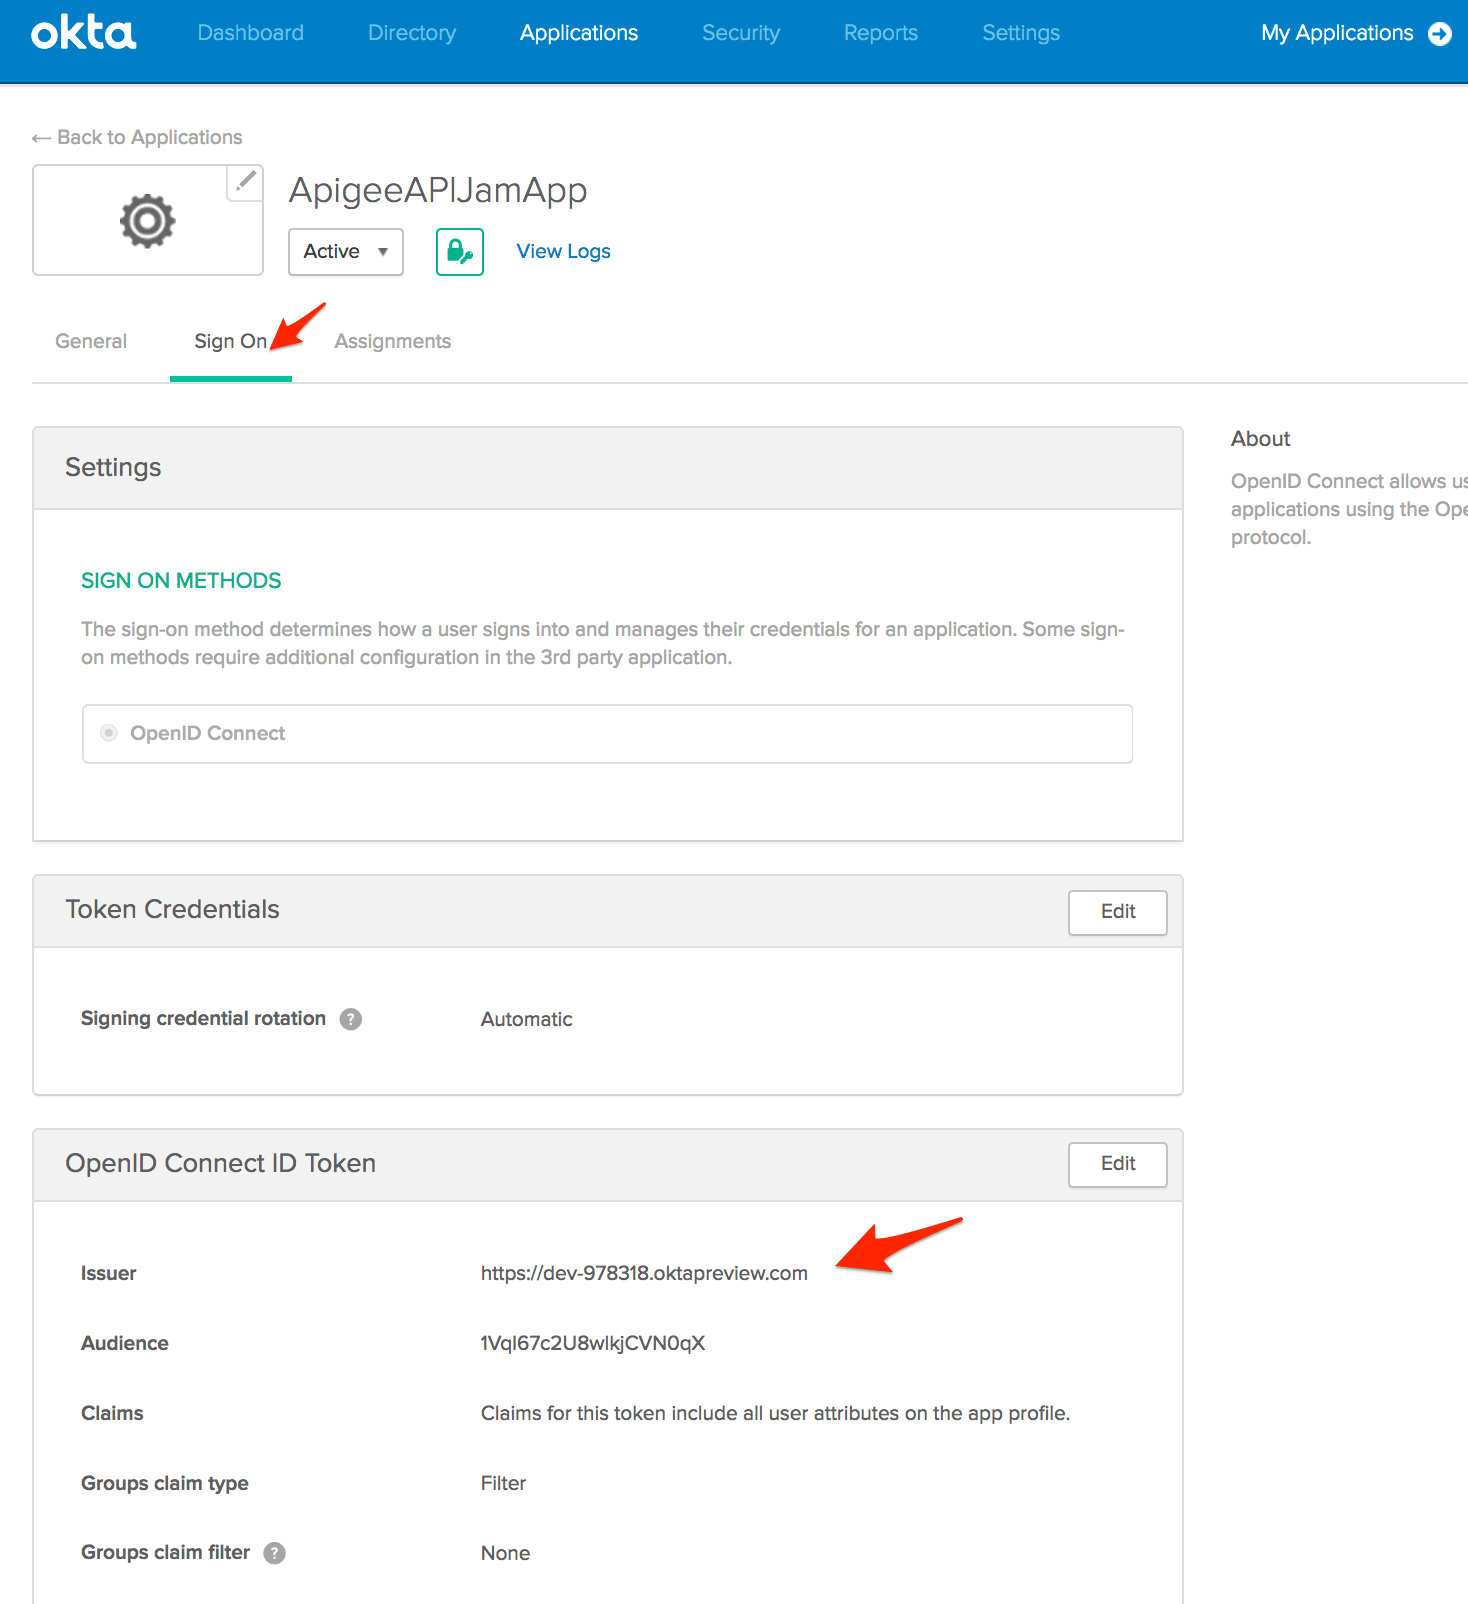 okta Dashboard Directory Applications Security Reports Settings My Applications
← Back to Applications
ApigeeAPIJamApp
Active ▼ View Logs
General Sign On Assignments
Settings
SIGN ON METHODS
The sign-on method determines how a user signs into and manages their credentials for an application. Some sign-
on methods require additional configuration in the 3rd party application.
OpenID Connect
About
OpenID Connect allows us
applications using the Ope
protocol.
Token Credentials Edit
Signing credential rotation ? Automatic
OpenID Connect ID Token Edit
Issuer https://dev-978318.oktapreview.com
Audience 1Vql67c2U8wlkjCVN0qX
Claims Claims for this token include all user attributes on the app profile.
Groups claim type Filter
Groups claim filter ? None